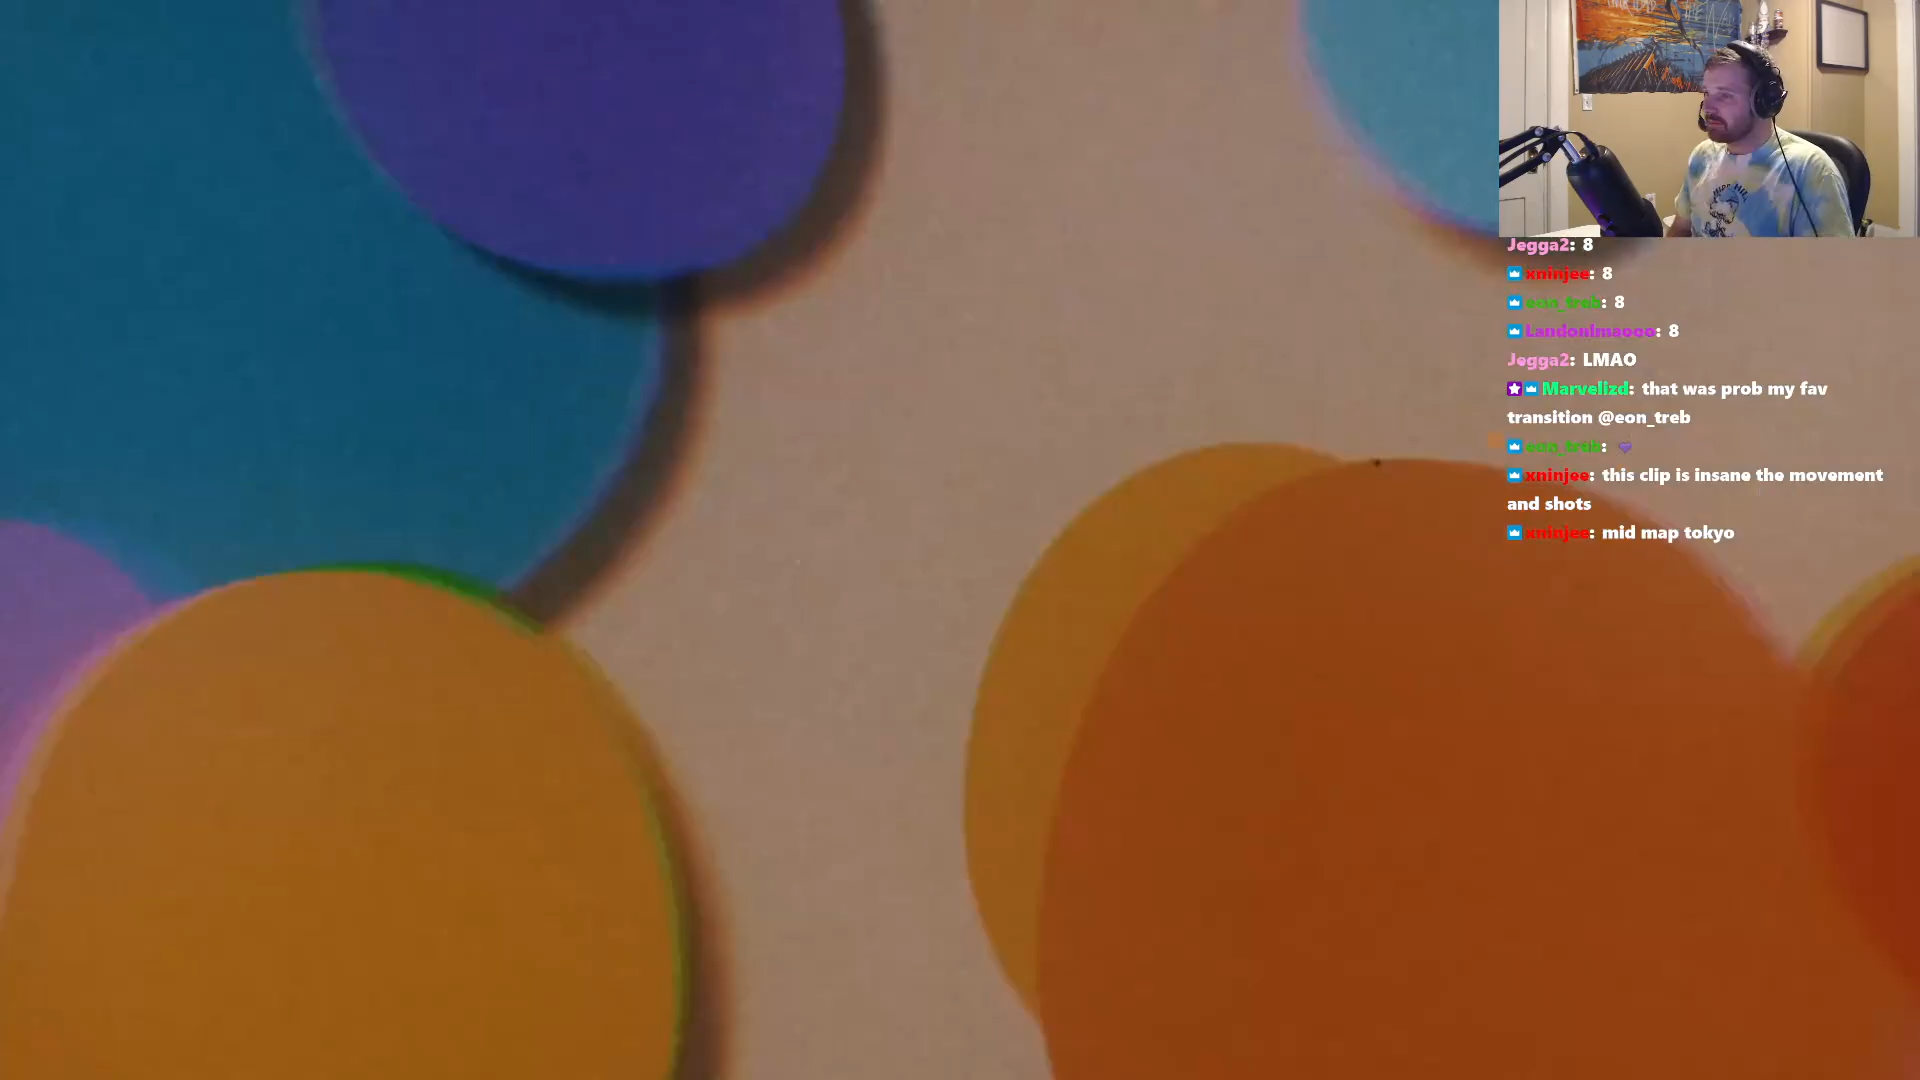 Jegga2: 8
xninjee: 8
eon_treb: 8
Landonlmaooo: 8
Jegga2: LMAO
Marvelizd: that was prob my fav
transition @eon_treb
eon_treb: 💜
xninjee: this clip is insane the movement
and shots
xninjee: mid map tokyo